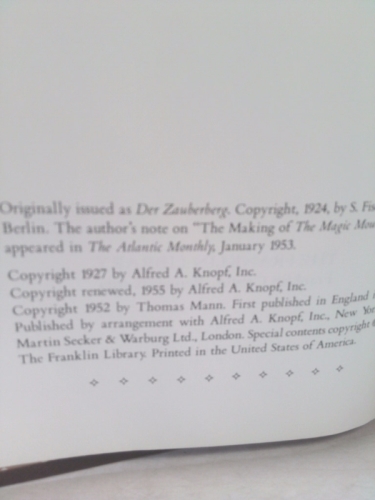 Originally issued as Der Zauberberg. Copyright, 1924, by S.
Berlin. The author's note on "The Making of The Magic
appeared in The Atlantic Monthly, January 1953.
Copyright 1927 by Alfred A. Knopf, Inc.
Copyright renewed, 1955 by Alfred A. Knopf, Inc.
Copyright 1952 by Thomas Mann. First published in England
Published by arrangement with Alfred A. Knopf, Inc., New
Martin Secker & Warburg Ltd., London. Special contents copyright
The Franklin Library. Printed in the United States of America.